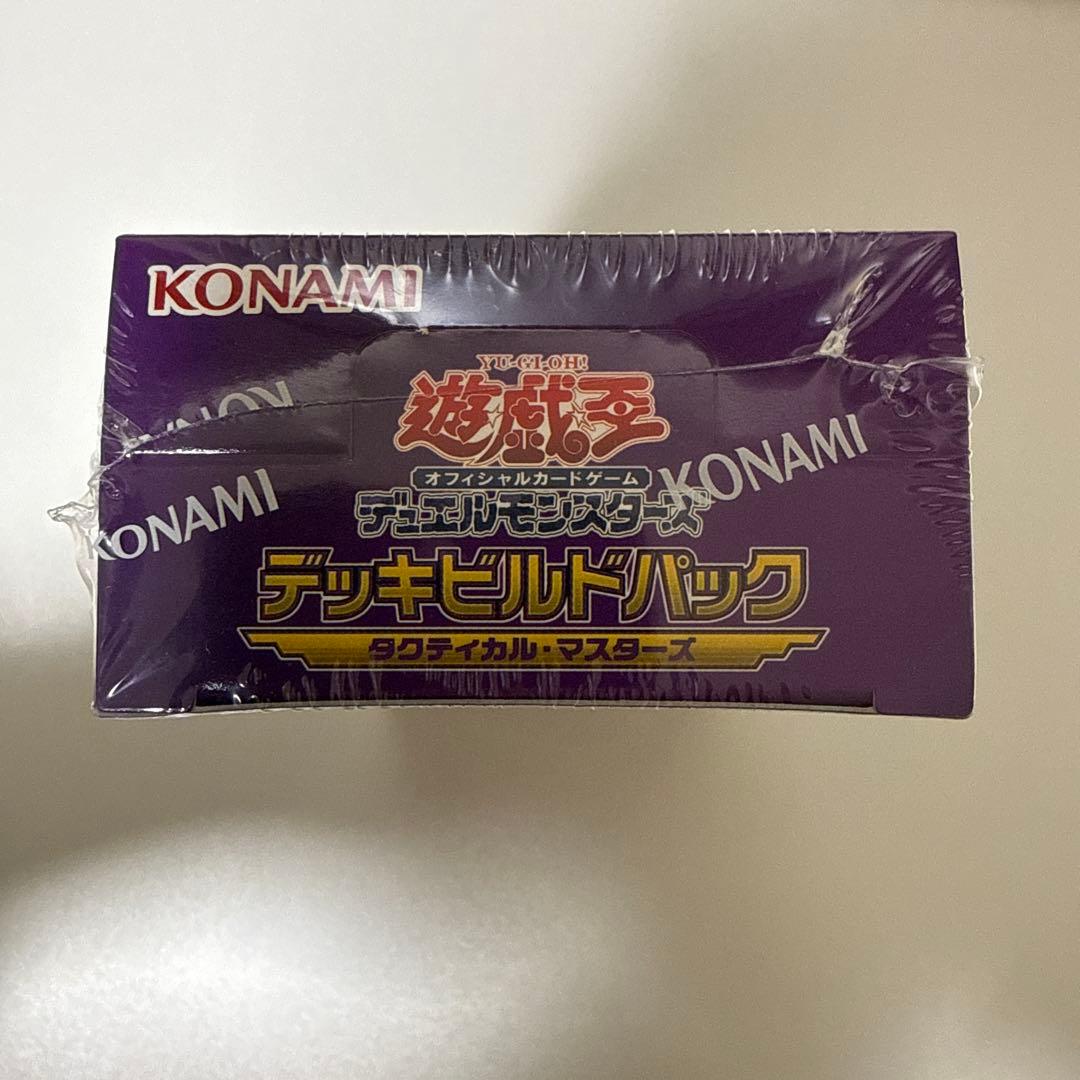 KONAMI
YU-GI-OH!
遊戯王
KONAMI
オフィシャルカードゲーム
KONAMI
デュエルモンスターズ
KONAMI
デッキビルドパック
タクティカル・マスターズ